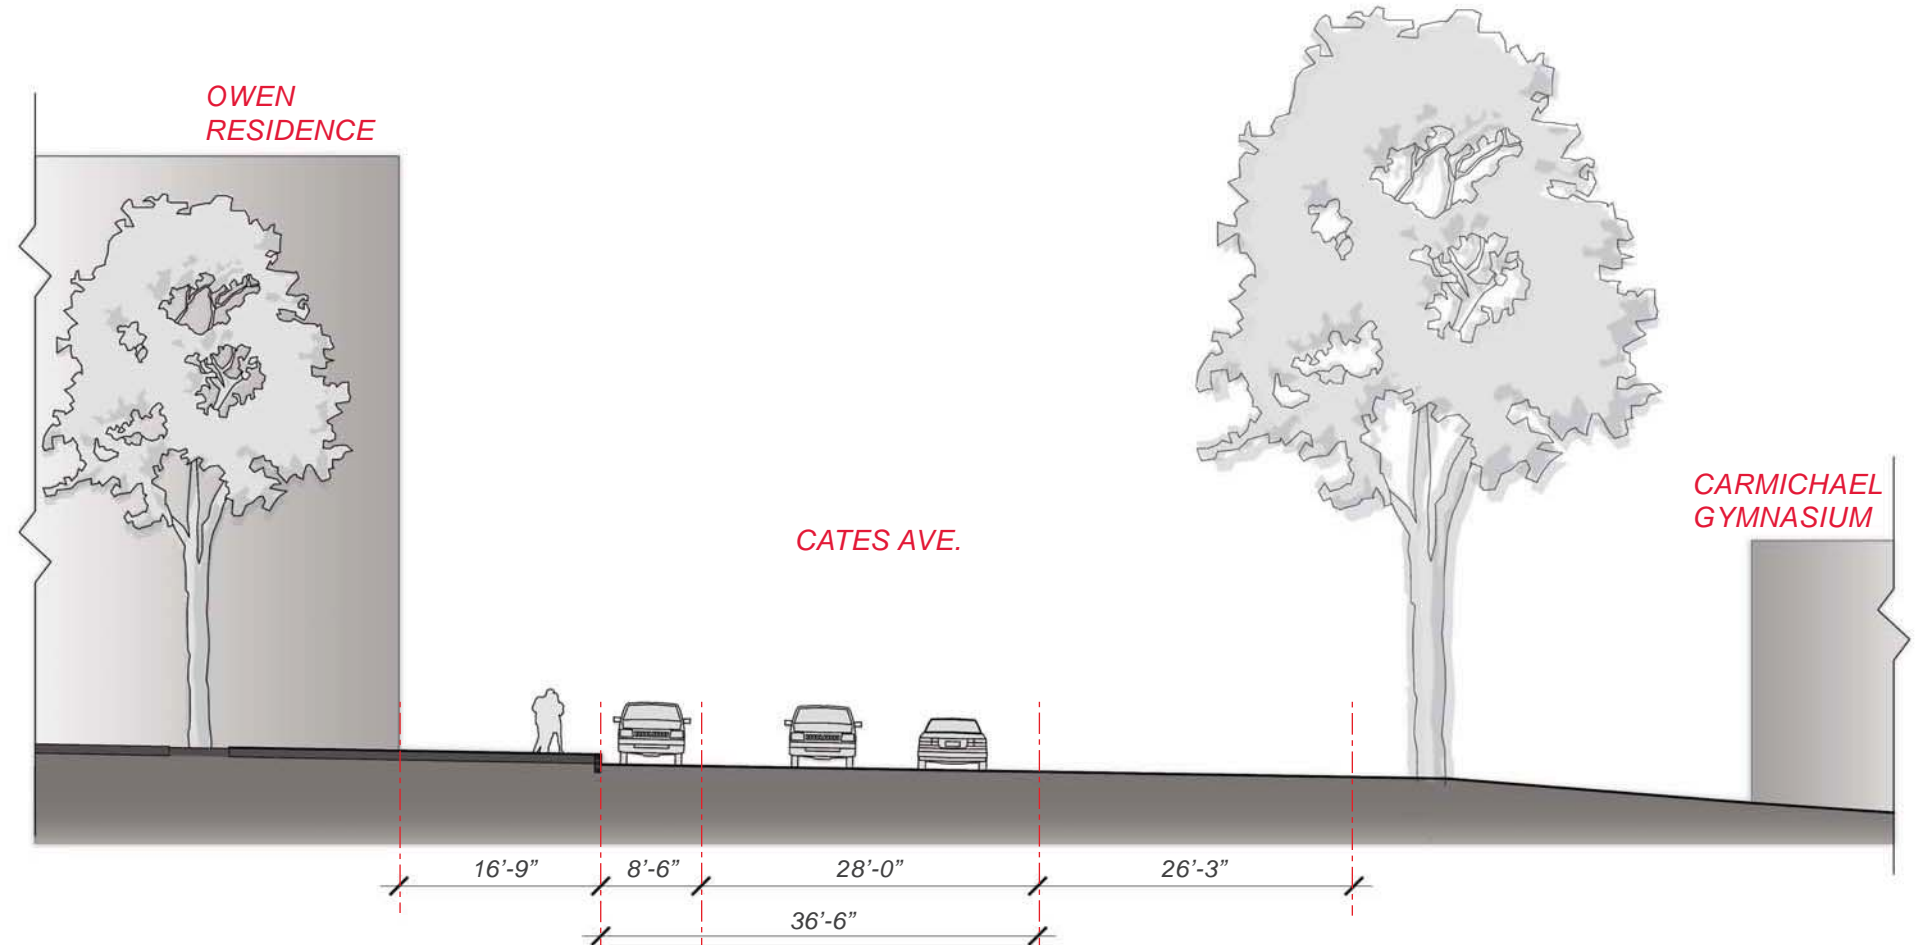 OWEN
RESIDENCE
CARMICHAEL
GYMNASIUM
CATES AVE.
16’-9”
8’-6”
28’-0”
26’-3”
36’-6”